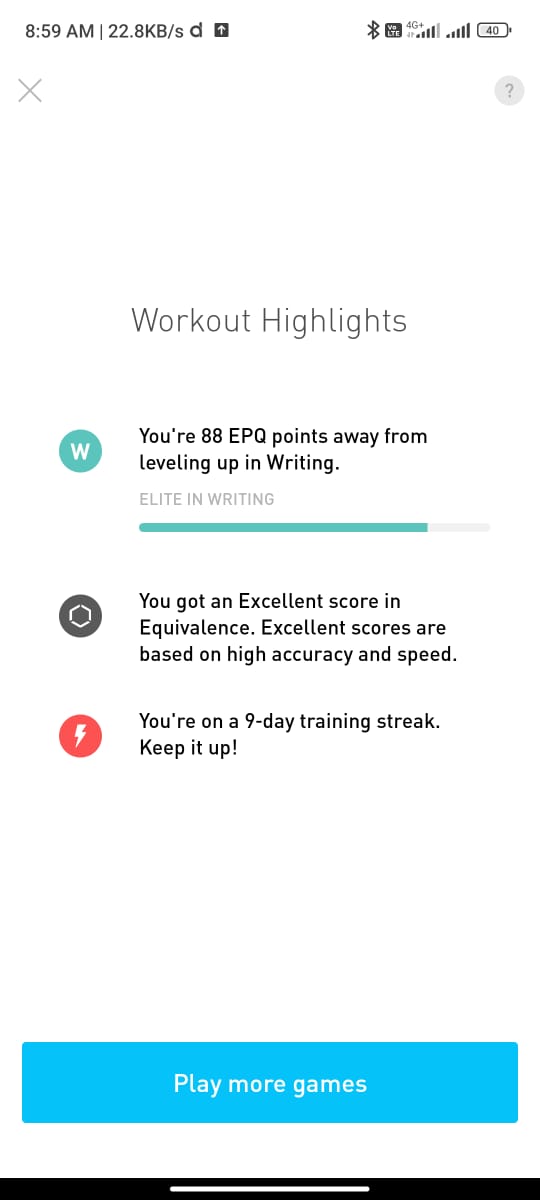 8:59 AM | 22.8KB/s d
Vo LTE 4G+ 40
?
Workout Highlights
W
You're 88 EPQ points away from
leveling up in Writing.
ELITE IN WRITING
You got an Excellent score in
Equivalence. Excellent scores are
based on high accuracy and speed.
You're on a 9-day training streak.
Keep it up!
Play more games